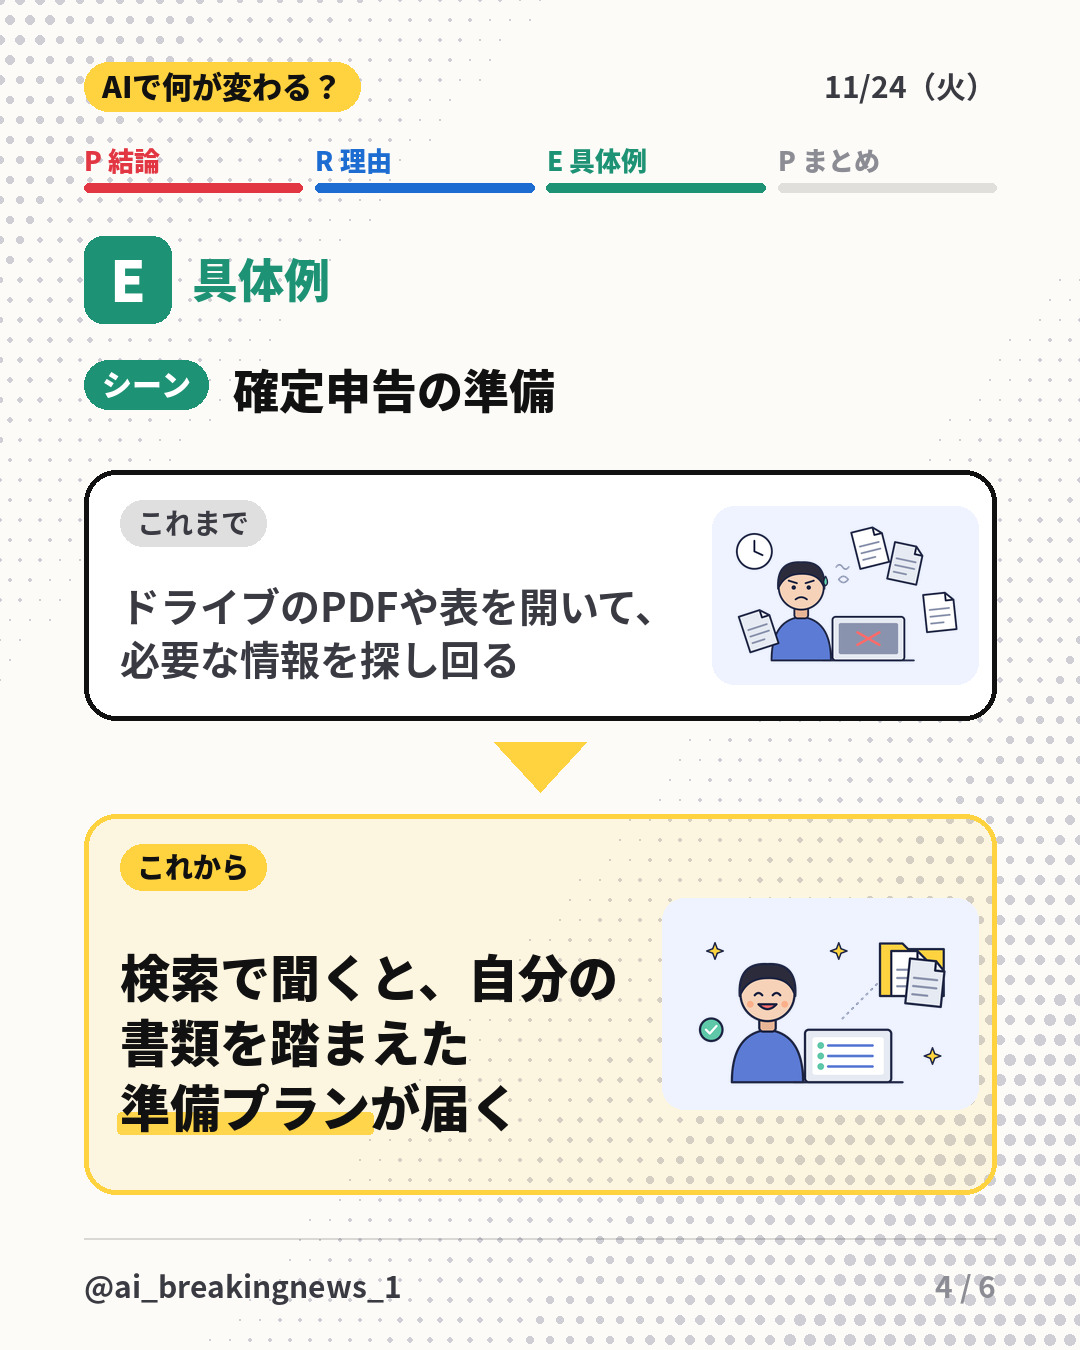 AIで何が変わる？
11/24（火）
P 結論
R 理由
E 具体例
P まとめ
E 具体例
シーン 確定申告の準備
これまで
ドライブのPDFや表を開いて、
必要な情報を探し回る
これから
検索で聞くと、自分の
書類を踏まえた
準備プランが届く
@ai_breakingnews_1
4 / 6